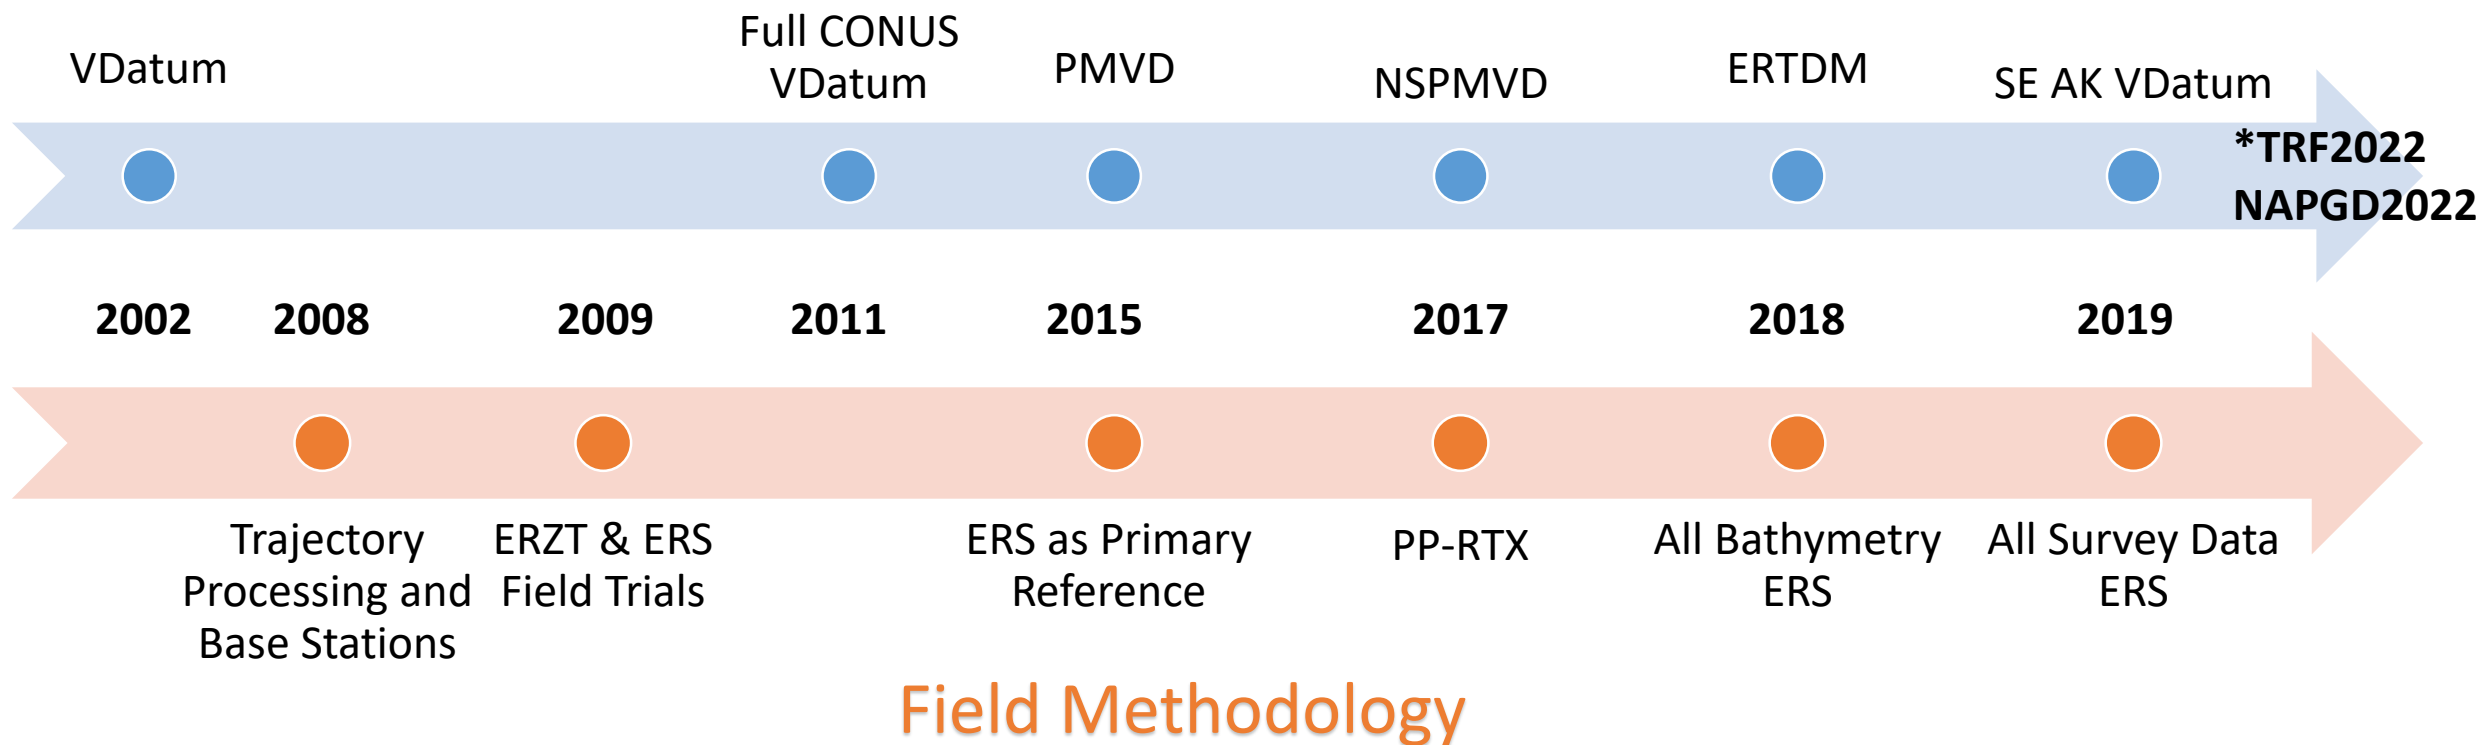 VDatum
Full CONUS
VDatum
PMVD
NSPMVD
ERTDM
SE AK VDatum
*TRF2022
NAPGD2022
2002
2008
2009
2011
2015
2017
2018
2019
Trajectory
Processing and
Base Stations
ERZT & ERS
Field Trials
ERS as Primary
Reference
PP-RTX
All Bathymetry
ERS
All Survey Data
ERS
Field Methodology